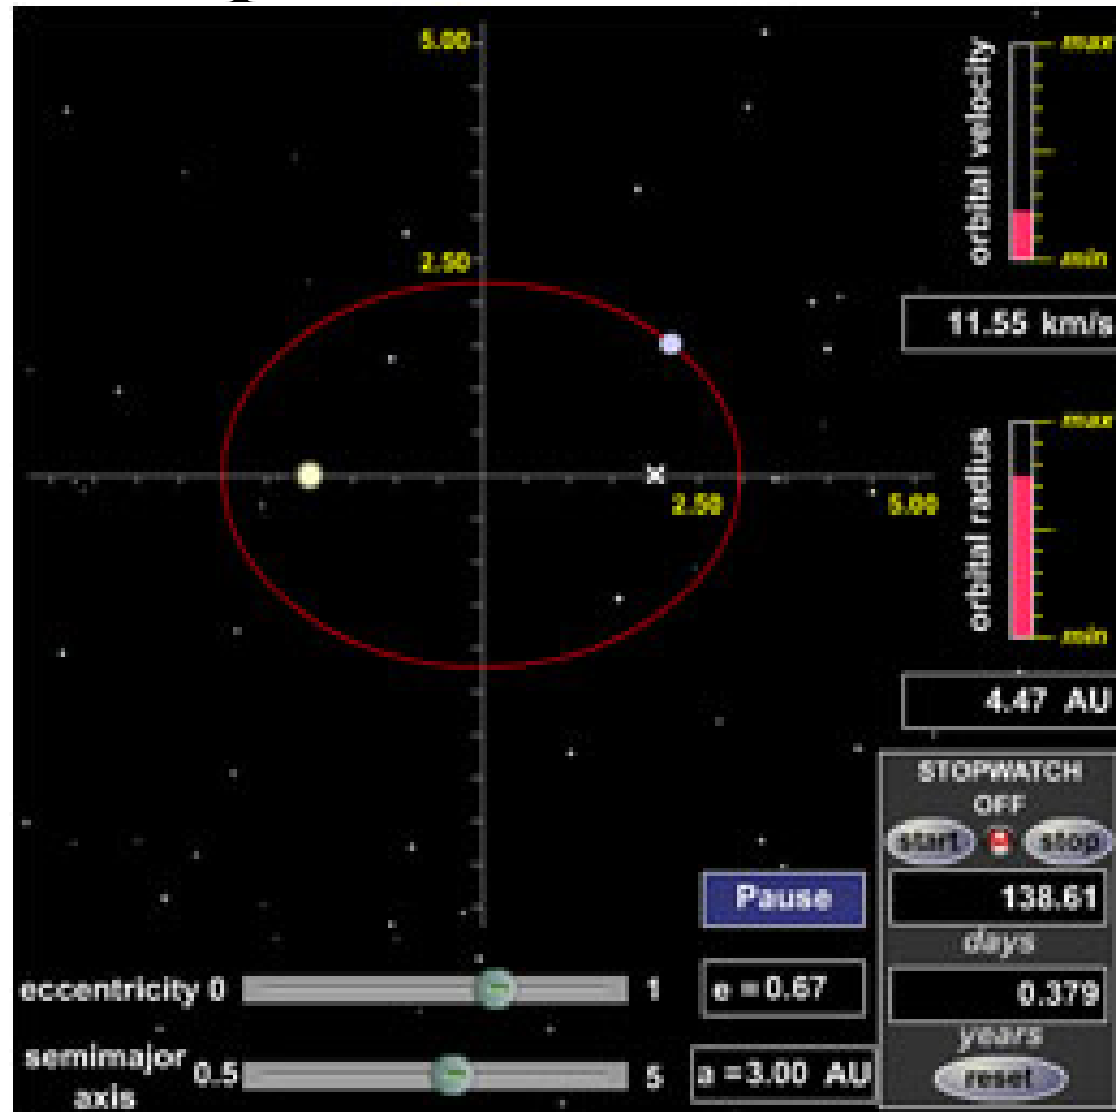 5.00
max
orbital velocity
2.50
min
11.55 km/s
max
2.50
5.00
orbital radius
min
4.47 AU
STOPWATCH
OFF
start
stop
Pause
138.61
days
eccentricity 0
1
e =0.67
0.379
years
semimajor
axis
0.5
5
a =3.00 AU
reset